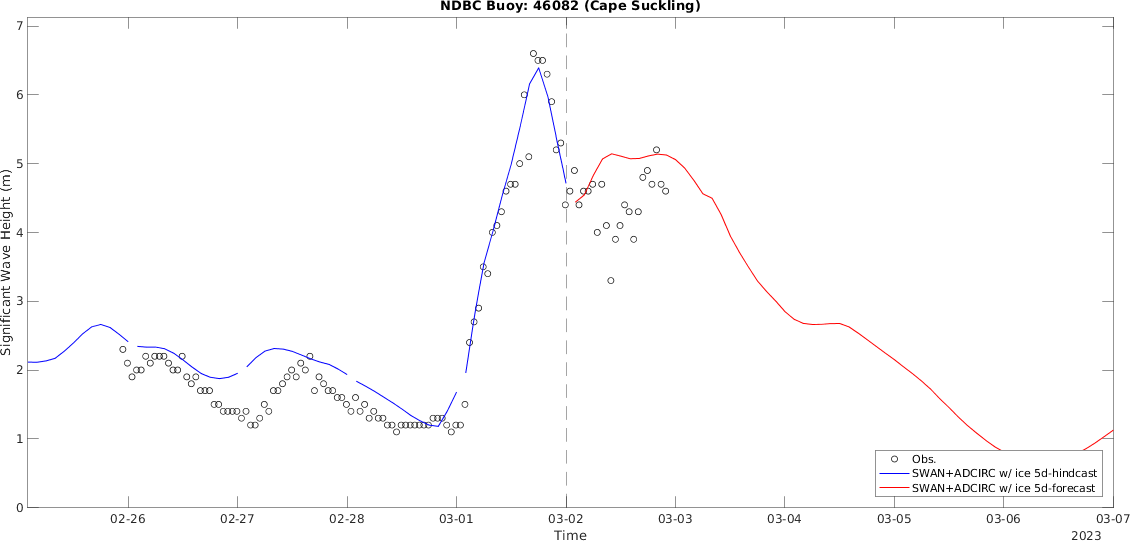 NDBC Buoy: 46082 (Cape Suckling)
7
6
5
4
3
2
1
0
Significant Wave Height (m)
Obs.
SWAN+ADCIRC w/ ice 5d-hindcast
SWAN+ADCIRC w/ ice 5d-forecast
02-26 02-27 02-28 03-01 03-02 03-03 03-04 03-05 03-06 03-07
Time 2023